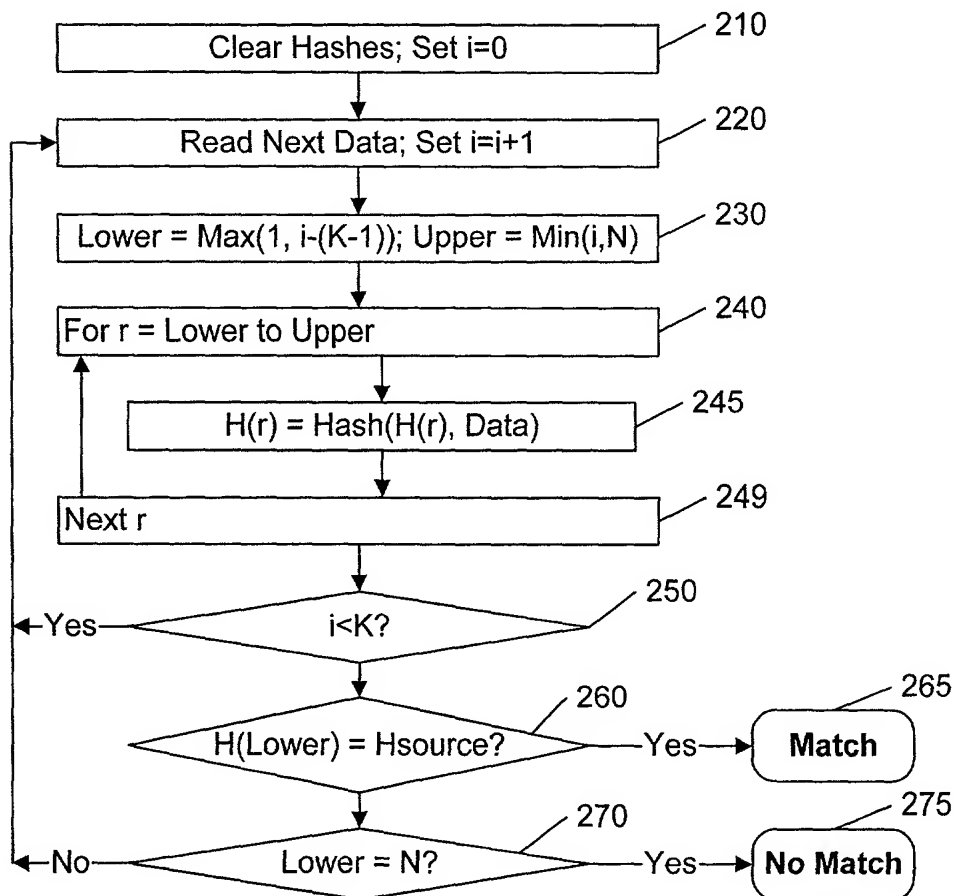 210
Clear Hashes; Set i=0
220
Read Next Data; Set i=i+1
230
Lower = Max(1, i-(K-1)); Upper = Min(i,N)
240
For r = Lower to Upper
245
H(r) = Hash(H(r), Data)
249
Next r
250
Yes
i<K?
260
265
H(Lower) = Hsource?
Yes
Match
270
275
No
Lower = N?
Yes
No Match